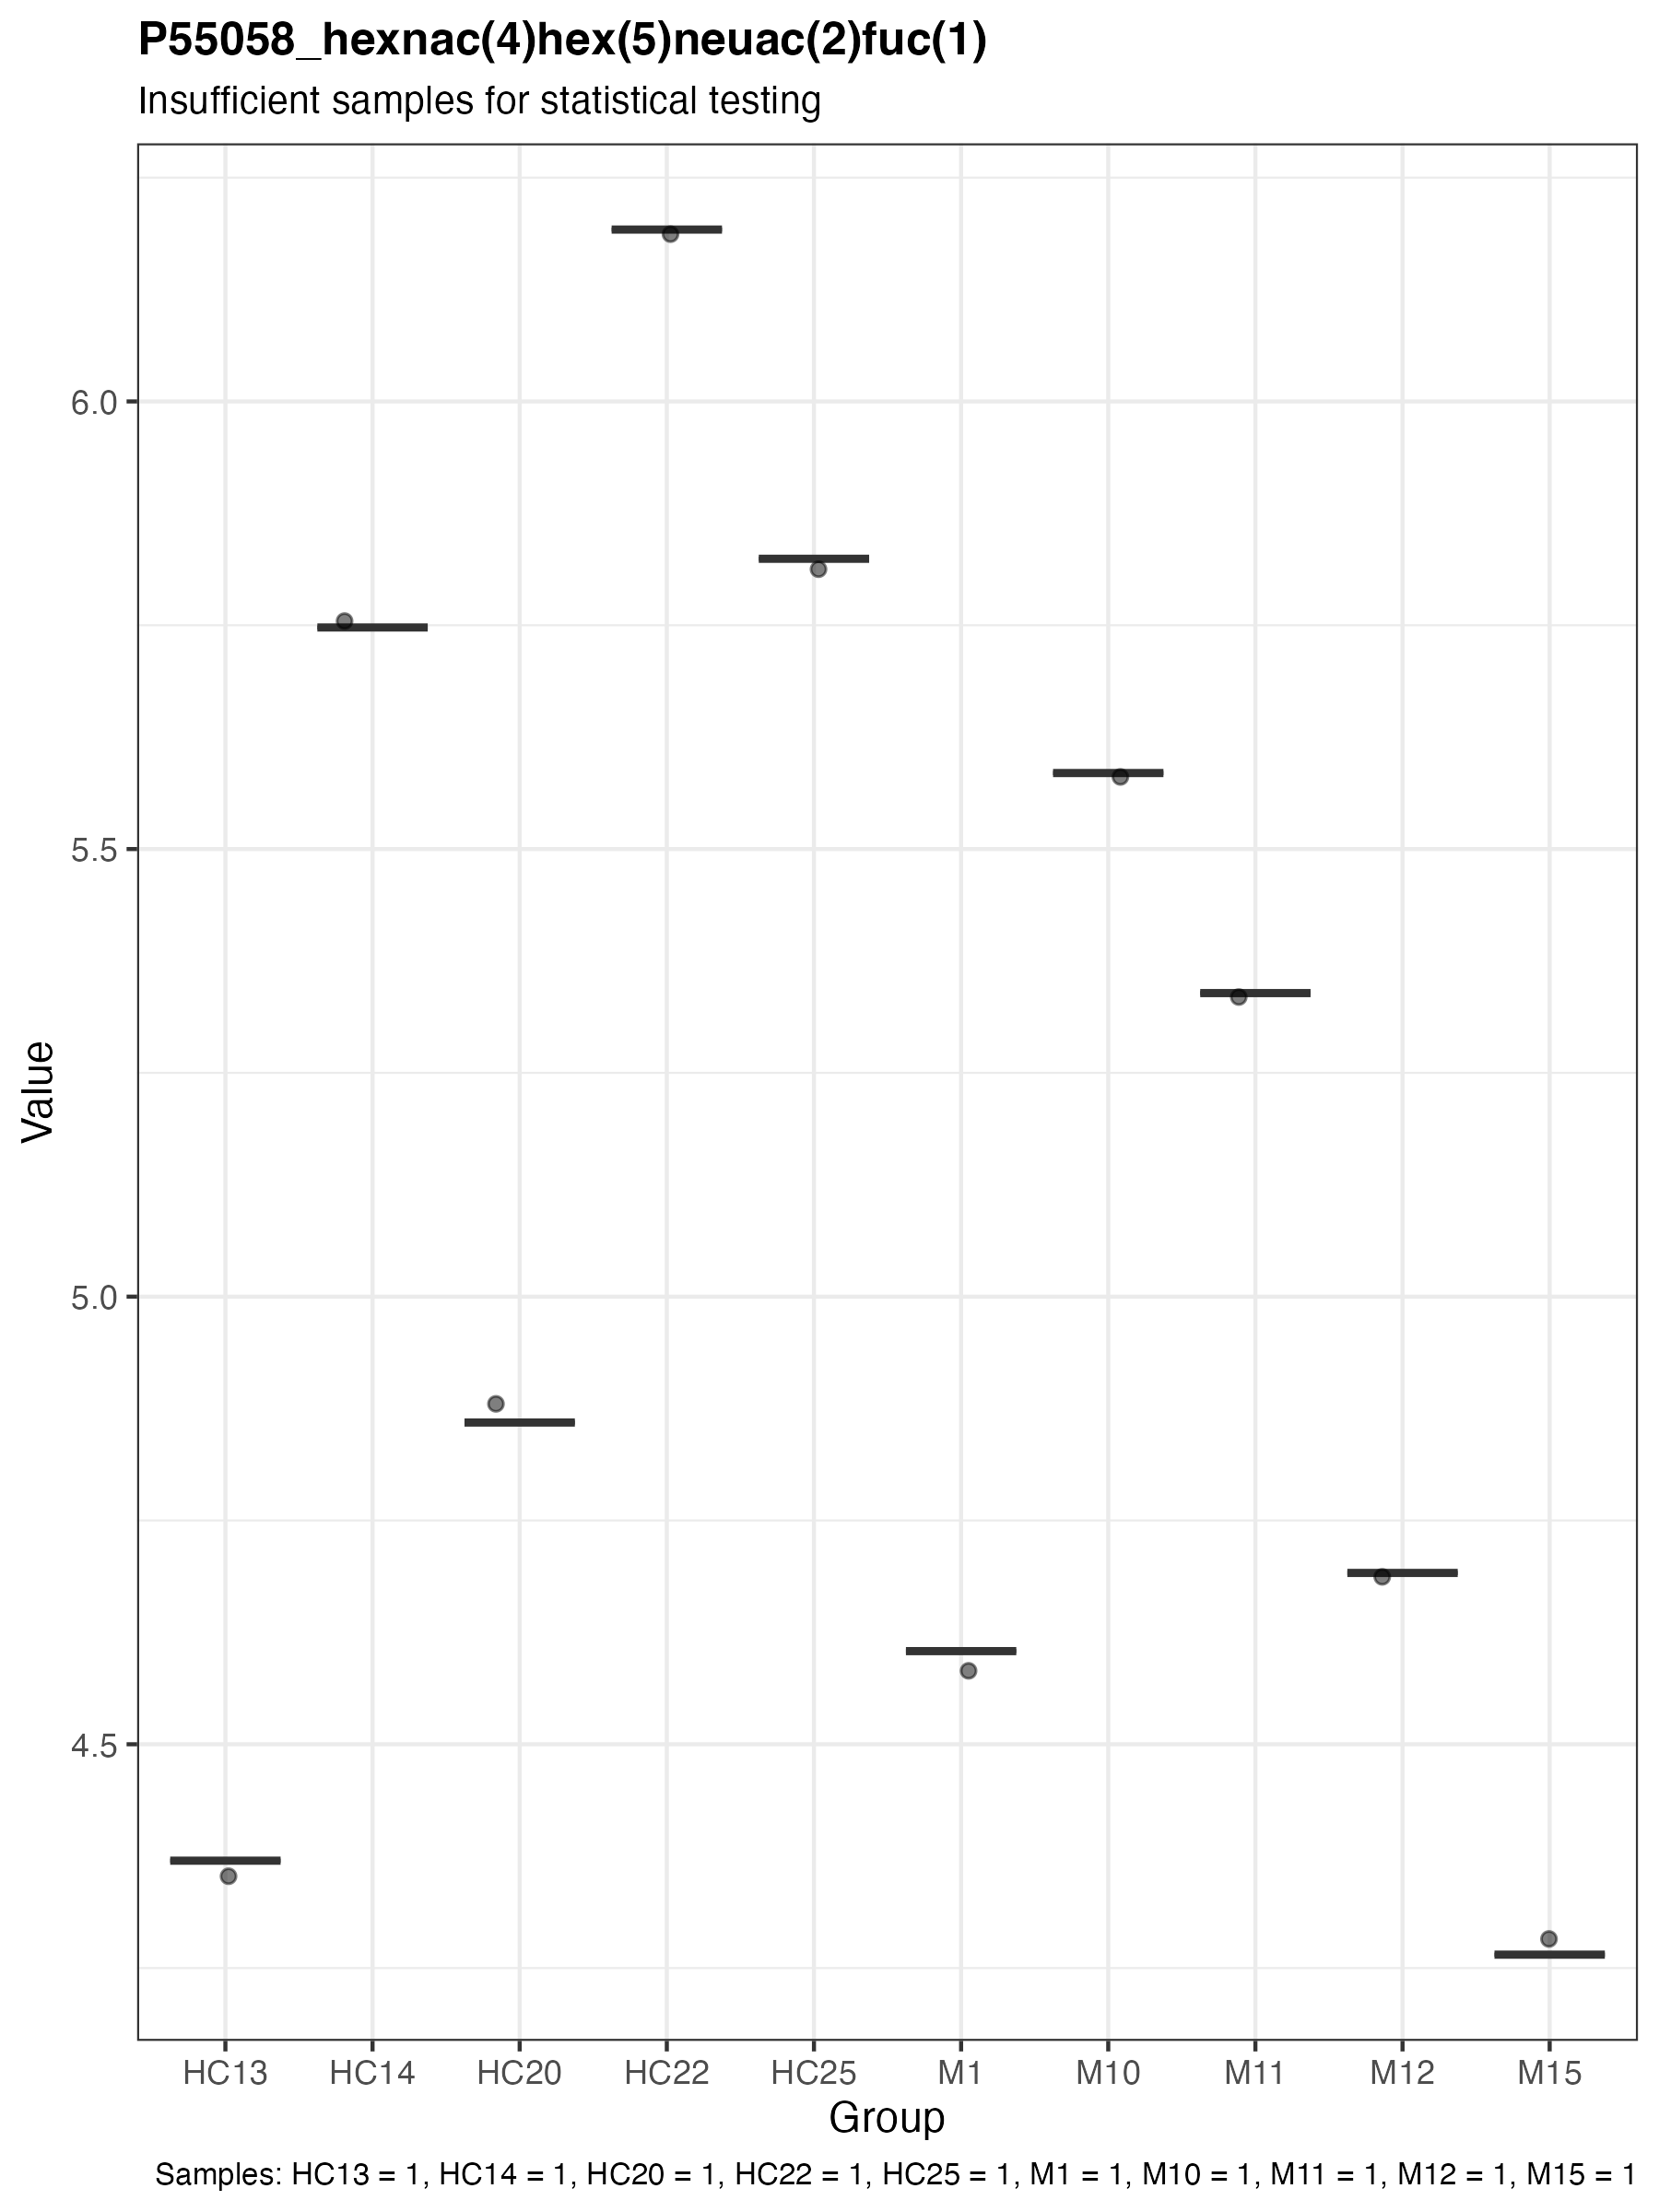 P55058_hexnac(4)hex(5)neuac(2)fuc(1)
Insufficient samples for statistical testing
6.0
5.5
5.0
4.5
Value
HC13 HC14 HC20 HC22 HC25 M1 M10 M11 M12 M15
Group
Samples: HC13 = 1, HC14 = 1, HC20 = 1, HC22 = 1, HC25 = 1, M1 = 1, M10 = 1, M11 = 1, M12 = 1, M15 = 1